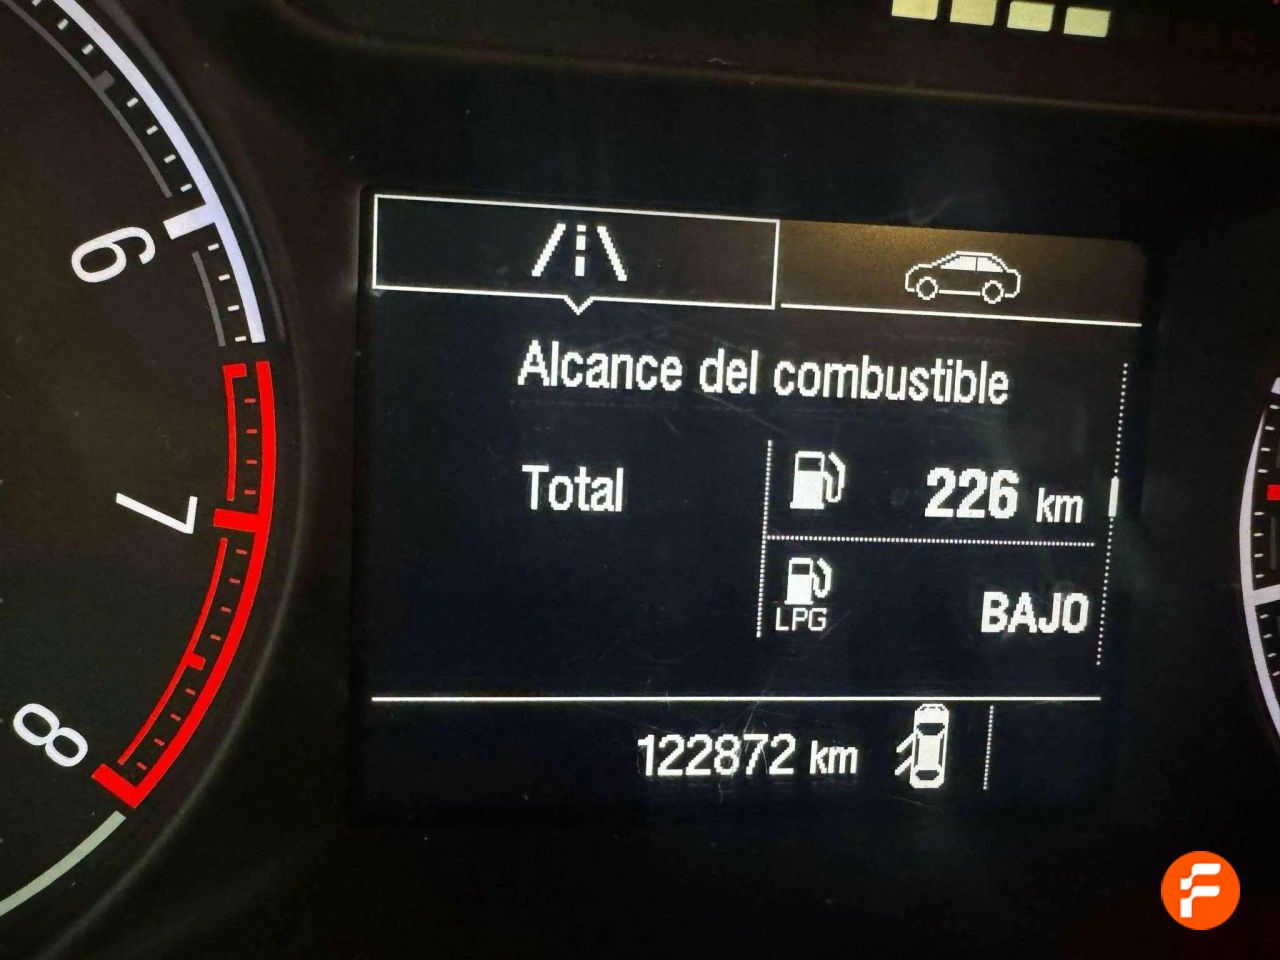 6
7
8
Alcance del combustible
Total
226 km
LPG
BAJO
122872 km
F